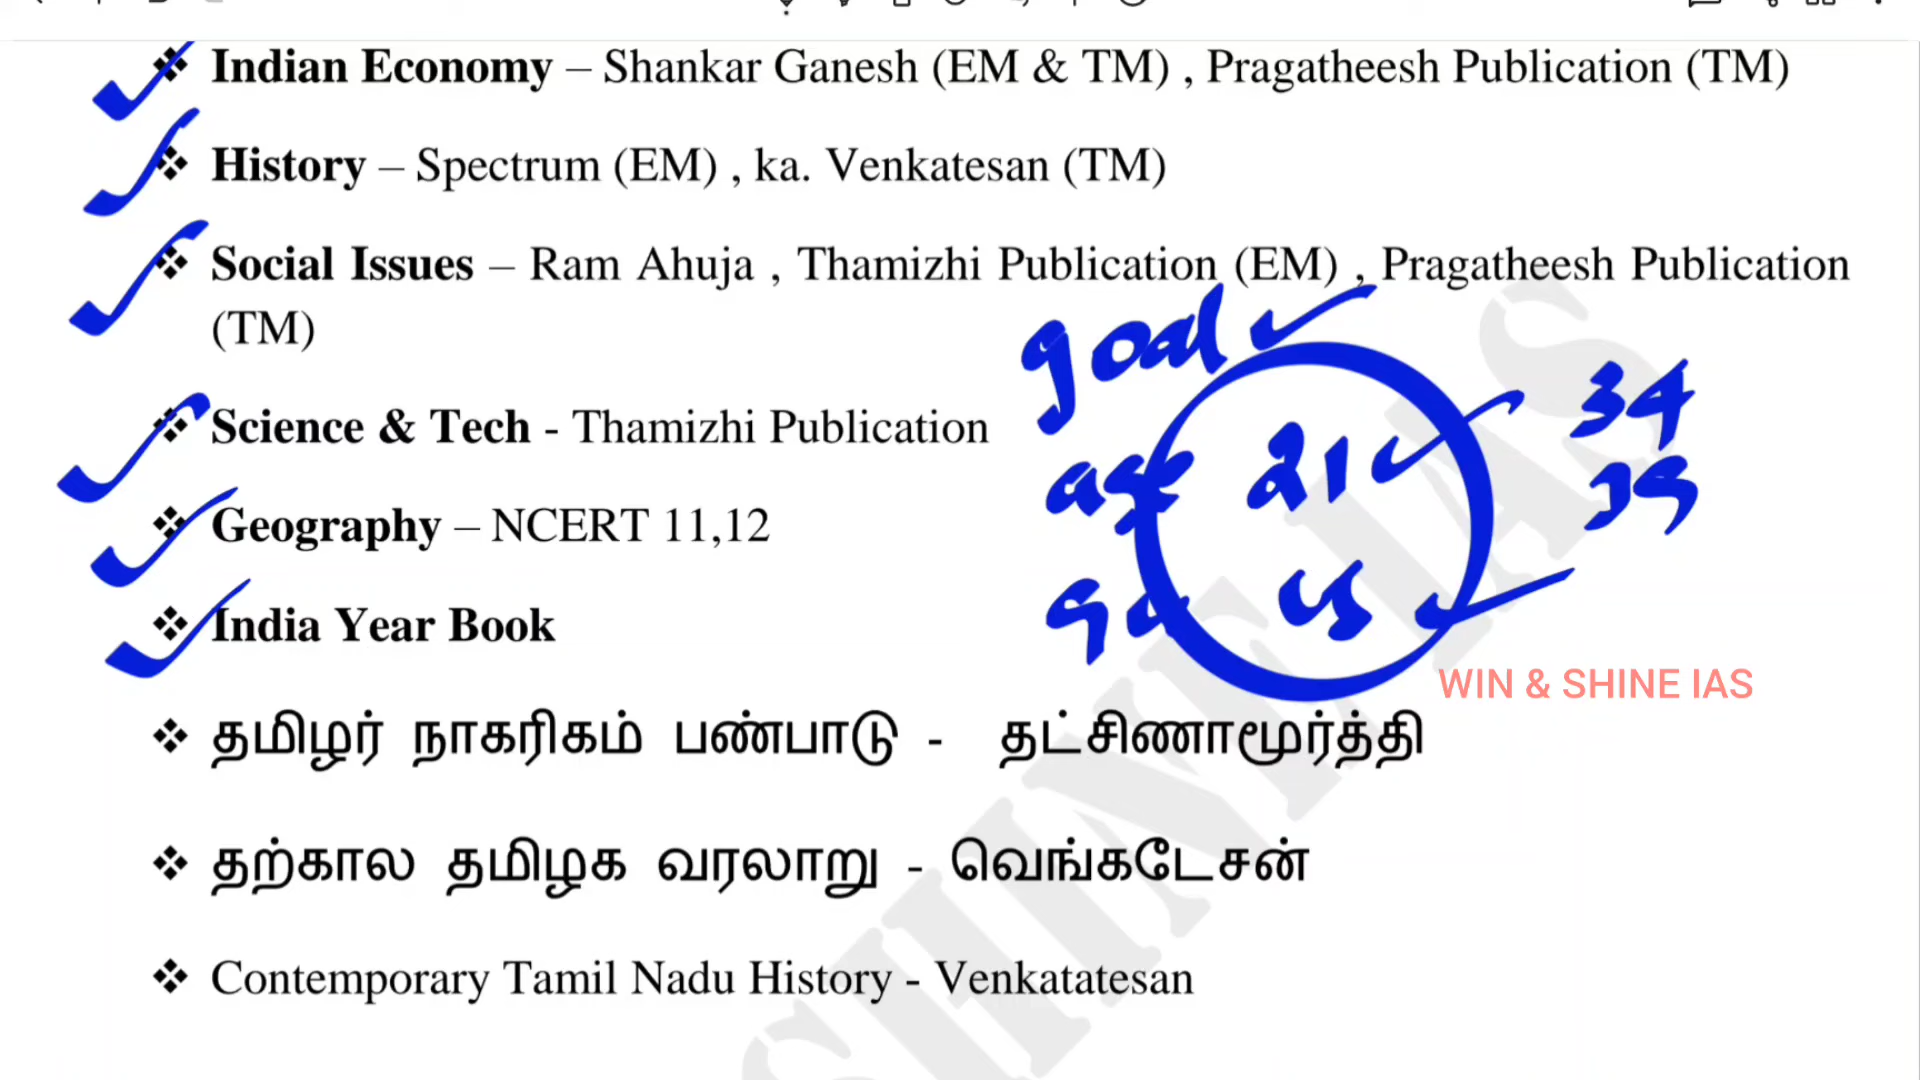 ❖ Indian Economy – Shankar Ganesh (EM & TM) , Pragatheesh Publication (TM)
❖ History – Spectrum (EM) , ka. Venkatesan (TM)
❖ Social Issues – Ram Ahuja , Thamizhi Publication (EM) , Pragatheesh Publication
(TM)
goal
34
❖ Science & Tech - Thamizhi Publication
age 21
39
❖ Geography – NCERT 11,12
❖ India Year Book
WIN & SHINE IAS
❖ தமிழர் நாகரிகம் பண்பாடு - தட்சிணாமூர்த்தி
❖ தற்கால தமிழக வரலாறு - வெங்கடேசன்
❖ Contemporary Tamil Nadu History - Venkatatesan
SHINE IAS